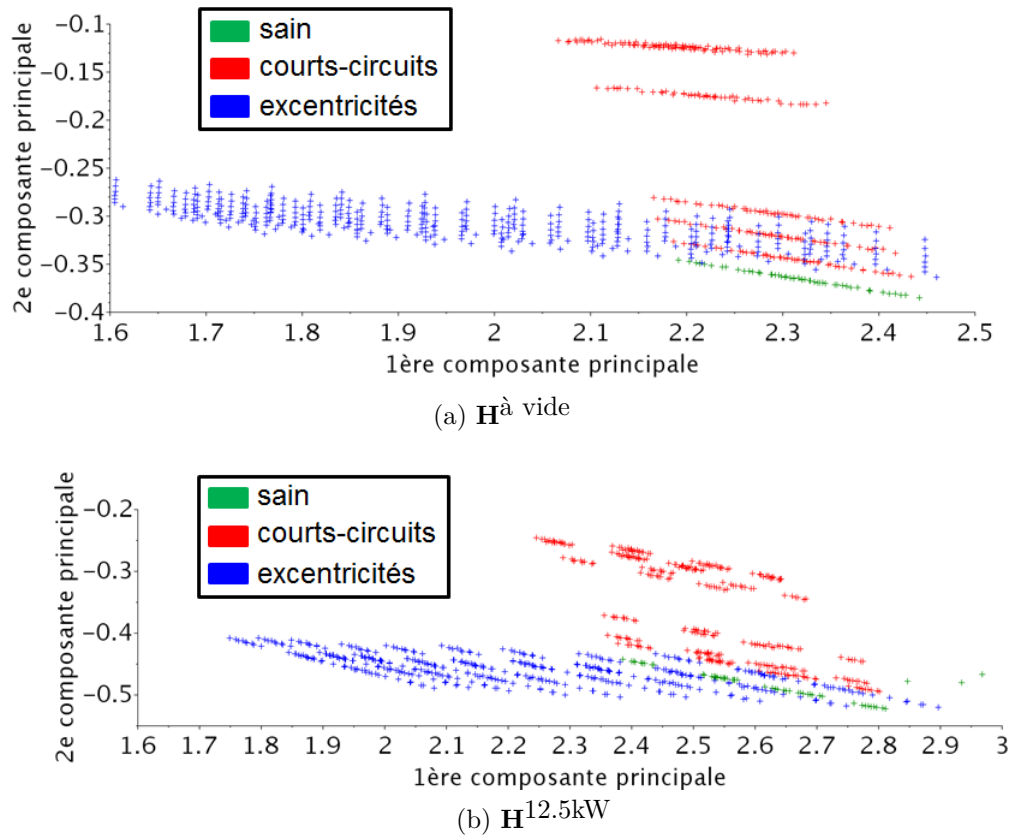 -0.1
-0.15
-0.2
-0.25
-0.3
-0.35
-0.4
2e composante principale
sain
courts-circuits
excentricités
1.6 1.7 1.8 1.9 2 2.1 2.2 2.3 2.4 2.5
1ère composante principale
(a) H^à vide
-0.2
-0.3
-0.4
-0.5
2e composante principale
sain
courts-circuits
excentricités
1.6 1.7 1.8 1.9 2 2.1 2.2 2.3 2.4 2.5 2.6 2.7 2.8 2.9 3
1ère composante principale
(b) H^12.5kW